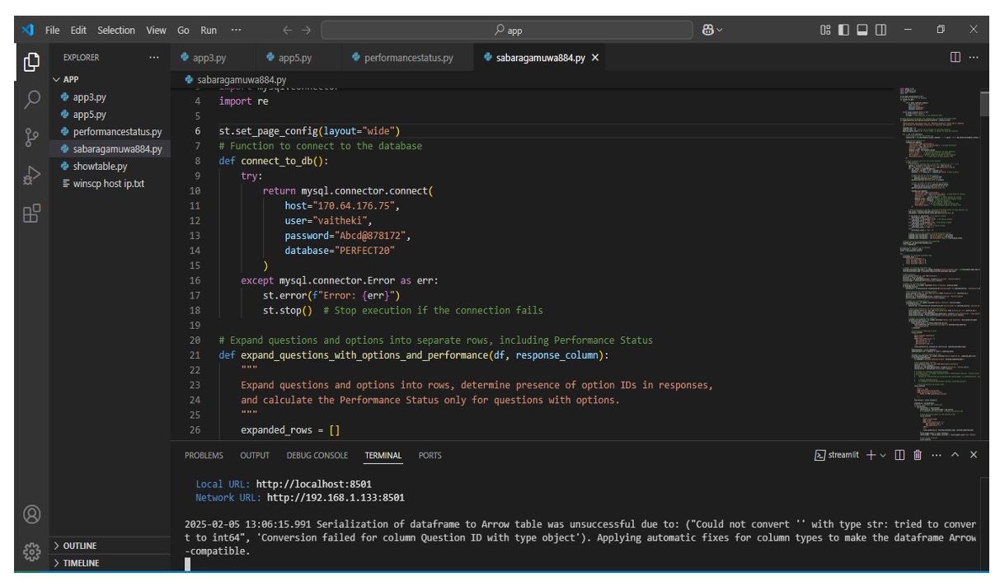 File Edit Selection View Go Run ... app
EXPLORER ...
APP
app3.py
app5.py
performancestatus.py
sabaragamuwa884.py
showtable.py
winscp host ip.txt
OUTLINE
TIMELINE
app3.py app5.py performancestatus.py sabaragamuwa884.py
sabaragamuwa884.py
3 import mysql.connector
4 import re
5
6 st.set_page_config(layout="wide")
7 # Function to connect to the database
8 def connect_to_db():
9 try:
10 return mysql.connector.connect(
11 host="170.64.176.75",
12 user="vaitheki",
13 password="Abcd@878172",
14 database="PERFECT20"
15 )
16 except mysql.connector.Error as err:
17 st.error(f"Error: {err}")
18 st.stop() # Stop execution if the connection fails
19
20 # Expand questions and options into separate rows, including Performance Status
21 def expand_questions_with_options_and_performance(df, response_column):
22 """
23 Expand questions and options into rows, determine presence of option IDs in responses,
24 and calculate the Performance Status only for questions with options.
25 """
26 expanded_rows = []
PROBLEMS OUTPUT DEBUG CONSOLE TERMINAL PORTS streamlit
Local URL: http://localhost:8501
Network URL: http://192.168.1.133:8501
2025-02-05 13:06:15.991 Serialization of dataframe to Arrow table was unsuccessful due to: ("Could not convert '' with type str: tried to conver
t to int64", 'Conversion failed for column Question ID with type object'). Applying automatic fixes for column types to make the dataframe Arrow
-compatible.